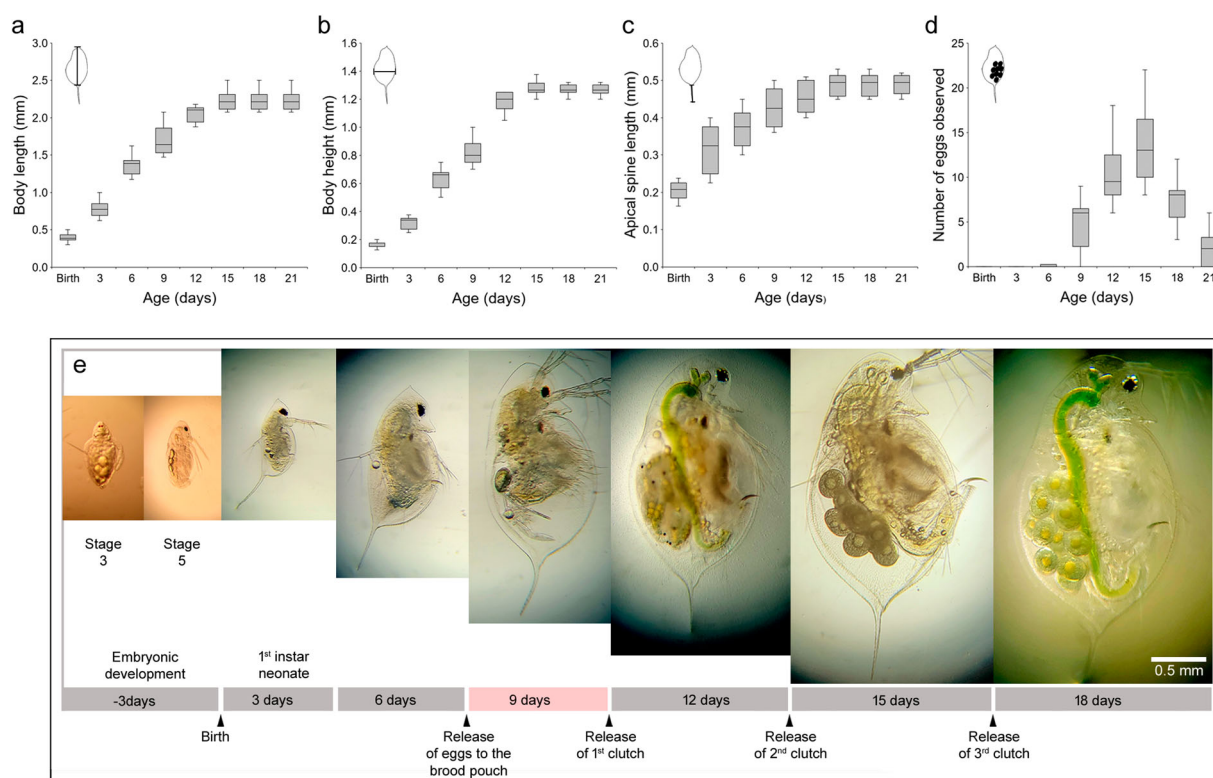 a
3.0
2.5
2.0
1.5
1.0
0.5
0.0
Body length (mm)
Birth 3 6 9 12 15 18 21
Age (days)
b
1.6
1.4
1.2
1.0
0.8
0.6
0.4
0.2
0.0
Body height (mm)
Birth 3 6 9 12 15 18 21
Age (days)
c
0.6
0.5
0.4
0.3
0.2
0.1
0.0
Apical spine length (mm)
Birth 3 6 9 12 15 18 21
Age (days)
d
25
20
15
10
5
0
Number of eggs observed
Birth 3 6 9 12 15 18 21
Age (days)
e
Stage
3
Stage
5
Embryonic
development
1st instar
neonate
0.5 mm
-3days 3 days 6 days 9 days 12 days 15 days 18 days
Birth
Release
of eggs to the
brood pouch
Release
of 1st clutch
Release
of 2nd clutch
Release
of 3rd clutch